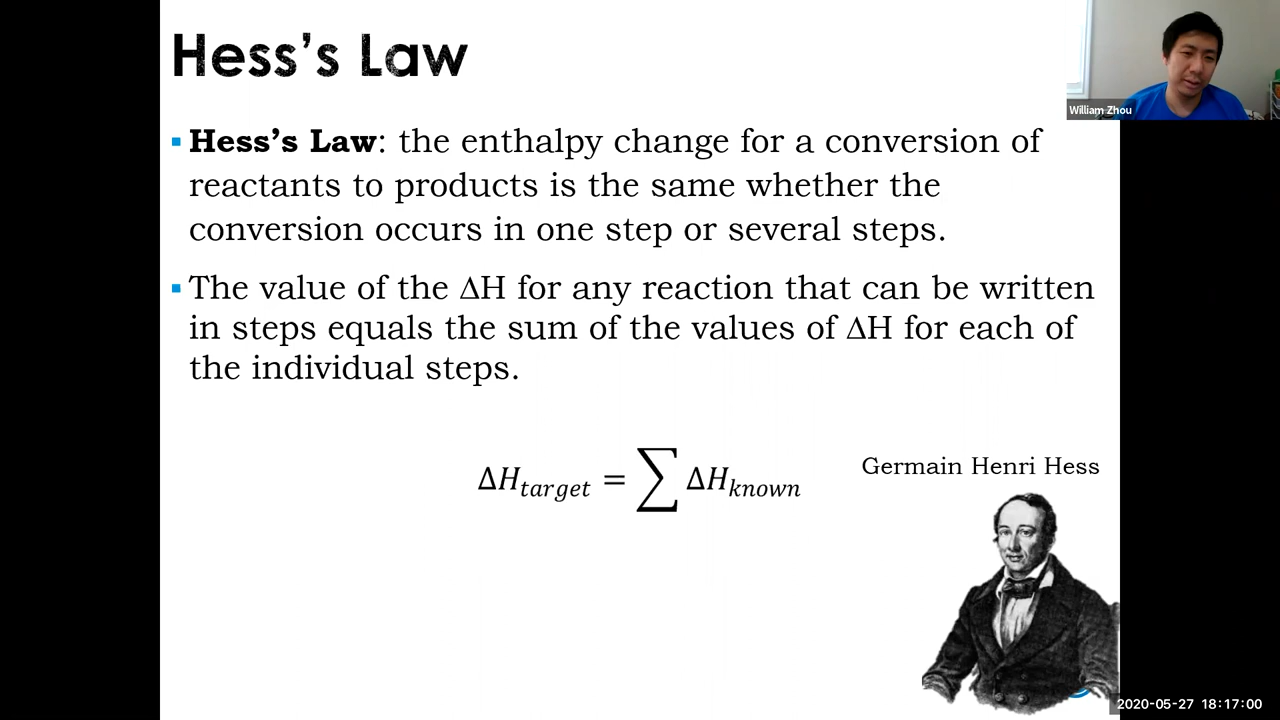 Hess's Law
William Zhou
▪ Hess's Law: the enthalpy change for a conversion of
reactants to products is the same whether the
conversion occurs in one step or several steps.
▪ The value of the ΔH for any reaction that can be written
in steps equals the sum of the values of ΔH for each of
the individual steps.
Germain Henri Hess
ΔH_target = ∑ ΔH_known
2020-05-27 18:17:00